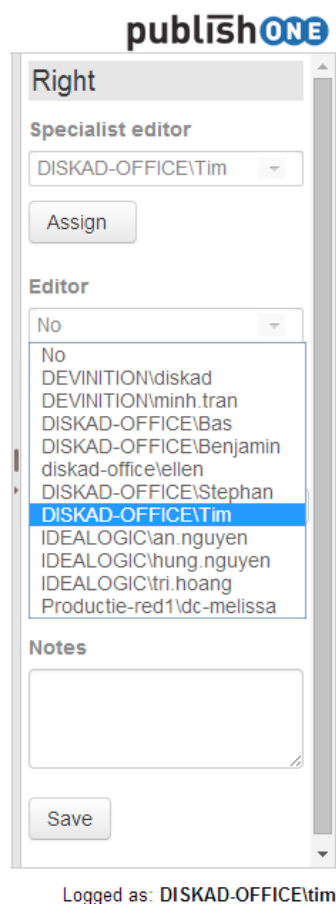 publishONE
Right
Specialist editor
DISKAD-OFFICE\Tim
Assign
Editor
No
No
DEVINITION\diskad
DEVINITION\minh.tran
DISKAD-OFFICE\Bas
DISKAD-OFFICE\Benjamin
diskad-office\ellen
DISKAD-OFFICE\Stephan
DISKAD-OFFICE\Tim
IDEALOGIC\an.nguyen
IDEALOGIC\hung.nguyen
IDEALOGIC\tri.hoang
Productie-red1\dc-melissa
Notes
Save
Logged as: DISKAD-OFFICE\tim